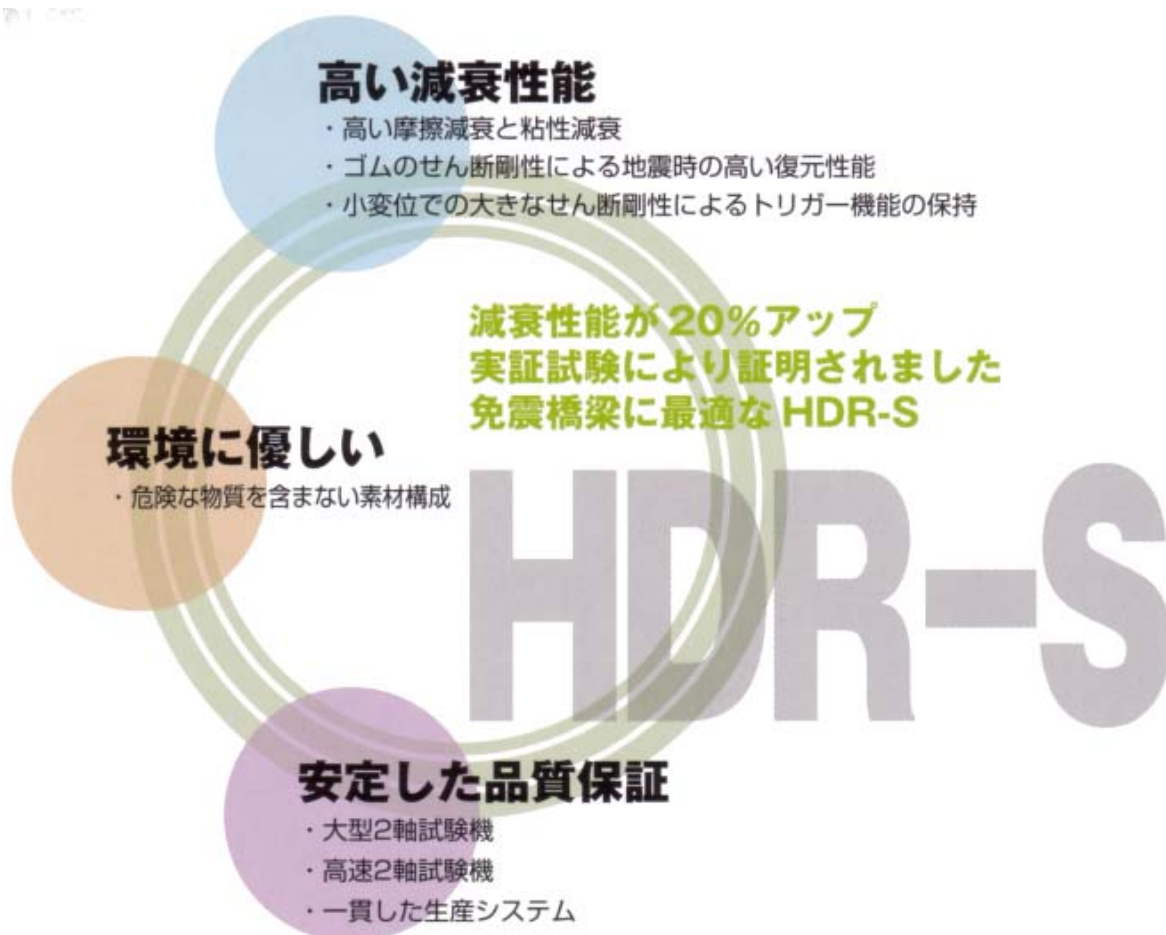 高い減衰性能
・高い摩擦減衰と粘性減衰
・ゴムのせん断剛性による地震時の高い復元性能
・小変位での大きなせん断剛性によるトリガー機能の保持
減衰性能が20%アップ
実証試験により証明されました
免震橋梁に最適なHDR-S
環境に優しい
・危険な物質を含まない素材構成
HDR-S
安定した品質保証
・大型2軸試験機
・高速2軸試験機
・一貫した生産システム